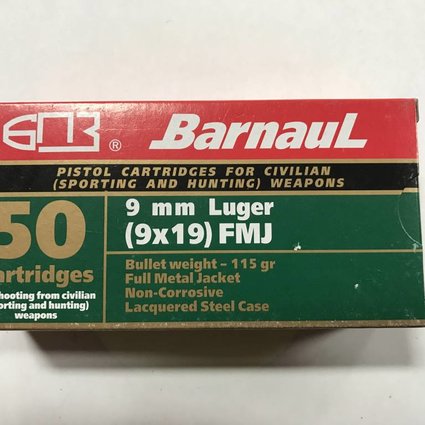 БПЗ ® BarnauL
PISTOL CARTRIDGES FOR CIVILIAN
(SPORTING AND HUNTING) WEAPONS
50
9 mm Luger
(9x19) FMJ
artridges
Bullet weight – 115 gr
Full Metal Jacket
Non-Corrosive
Lacquered Steel Case
hooting from civilian
orting and hunting)
weapons